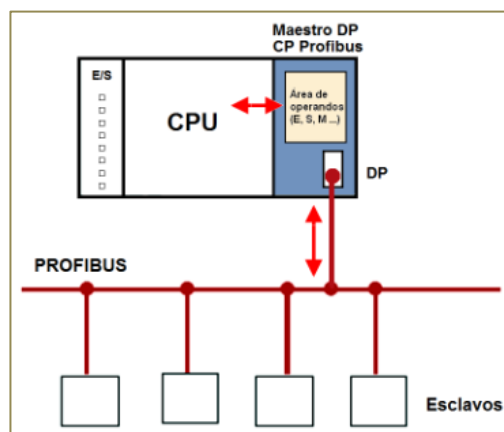 Maestro DP
CP Profibus
E/S
Área de
operandos
(E, S, M ...)
CPU
DP
PROFIBUS
Esclavos